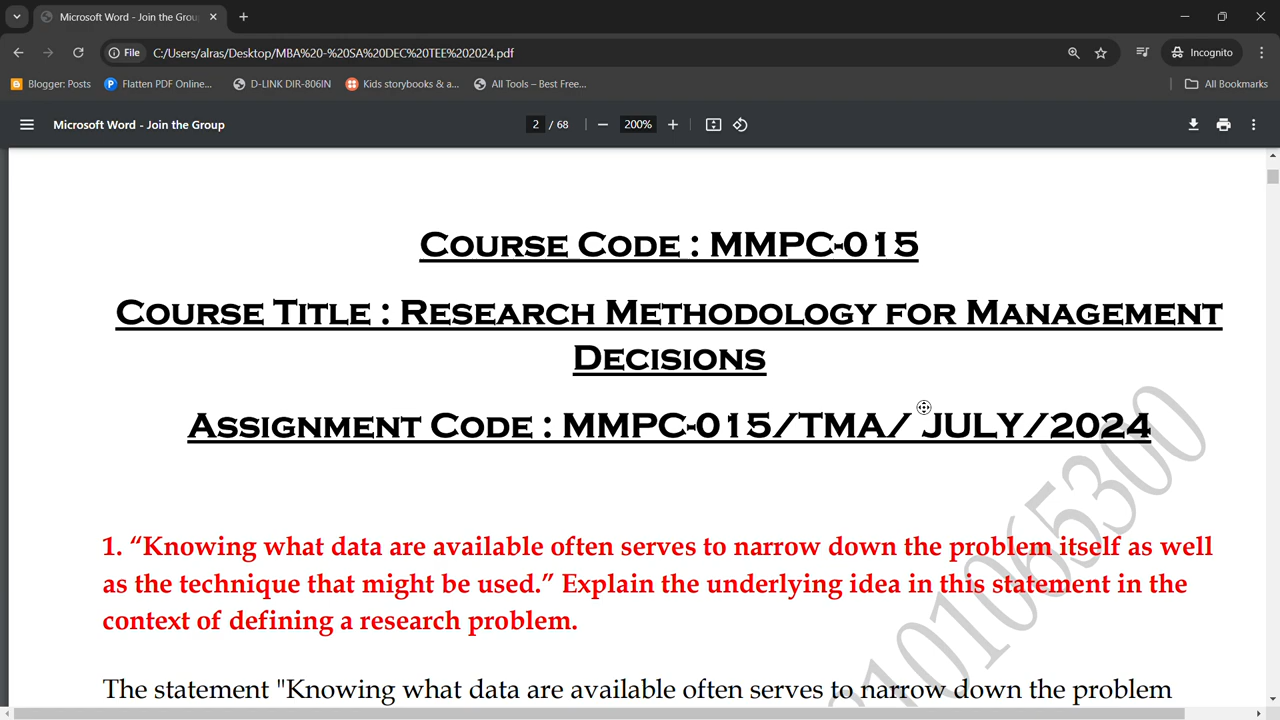 Microsoft Word - Join the Grou
File C:/Users/alras/Desktop/MBA%20-%20SA%20DEC%20TEE%202024.pdf Incognito
Blogger: Posts Flatten PDF Online... D-LINK DIR-806IN Kids storybooks & a... All Tools – Best Free... All Bookmarks
Microsoft Word - Join the Group 2 / 68 200%
COURSE CODE : MMPC-015
COURSE TITLE : RESEARCH METHODOLOGY FOR MANAGEMENT
DECISIONS
ASSIGNMENT CODE : MMPC-015/TMA/ JULY/2024
1. “Knowing what data are available often serves to narrow down the problem itself as well
as the technique that might be used.” Explain the underlying idea in this statement in the
context of defining a research problem.
The statement "Knowing what data are available often serves to narrow down the problem